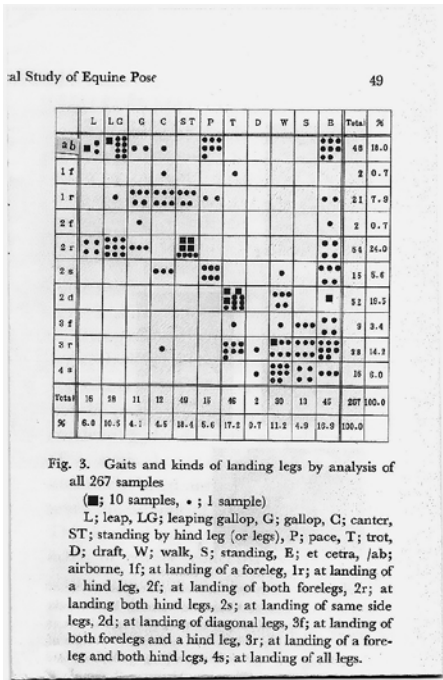 al Study of Equine Pose
49
L LG G C ST P T D W S E Total %
ab 48 18.0
1f 2 0.7
1r 21 7.9
2f 2 0.7
2r 64 24.0
2s 15 5.6
2d 52 19.5
3f 9 3.4
3r 38 14.2
4s 16 6.0
Total 16 28 11 12 49 15 46 2 30 13 45 267 100.0
% 6.0 10.5 4.1 4.5 18.4 5.6 17.2 0.7 11.2 4.9 16.9 100.0
Fig. 3. Gaits and kinds of landing legs by analysis of
all 267 samples
(■; 10 samples, •; 1 sample)
L; leap, LG; leaping gallop, G; gallop, C; canter,
ST; standing by hind leg (or legs), P; pace, T; trot,
D; draft, W; walk, S; standing, E; et cetra, /ab;
airborne, 1f; at landing of a foreleg, 1r; at landing of
a hind leg, 2f; at landing of both forelegs, 2r; at
landing both hind legs, 2s; at landing of same side
legs, 2d; at landing of diagonal legs, 3f; at landing of
both forelegs and a hind leg, 3r; at landing of a fore-
leg and both hind legs, 4s; at landing of all legs.